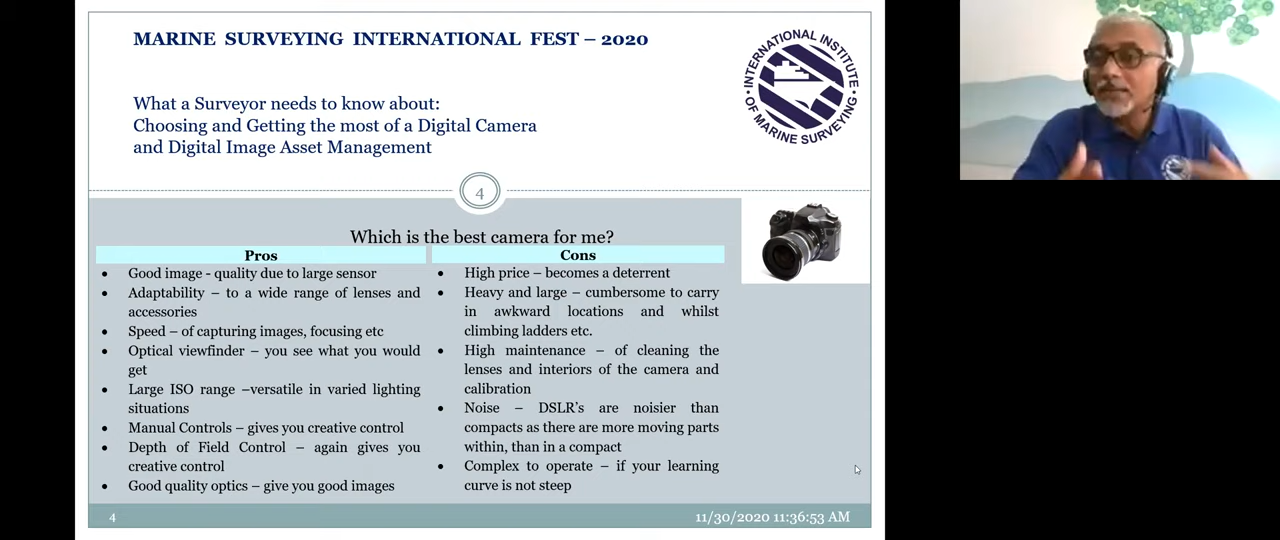 MARINE SURVEYING INTERNATIONAL FEST – 2020
INTERNATIONAL INSTITUTE
OF MARINE SURVEYING
What a Surveyor needs to know about:
Choosing and Getting the most of a Digital Camera
and Digital Image Asset Management
4
Which is the best camera for me?
Pros
• Good image - quality due to large sensor
• Adaptability – to a wide range of lenses and
accessories
• Speed – of capturing images, focusing etc
• Optical viewfinder – you see what you would
get
• Large ISO range –versatile in varied lighting
situations
• Manual Controls – gives you creative control
• Depth of Field Control – again gives you
creative control
• Good quality optics – give you good images
Cons
• High price – becomes a deterrent
• Heavy and large – cumbersome to carry
in awkward locations and whilst
climbing ladders etc.
• High maintenance – of cleaning the
lenses and interiors of the camera and
calibration
• Noise – DSLR's are noisier than
compacts as there are more moving parts
within, than in a compact
• Complex to operate – if your learning
curve is not steep
4
11/30/2020 11:36:53 AM